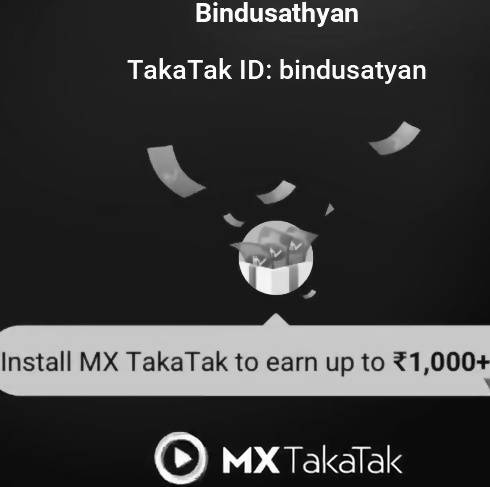 Bindusathyan
TakaTak ID: bindusatyan
Install MX TakaTak to earn up to ₹1,000+
MX TakaTak